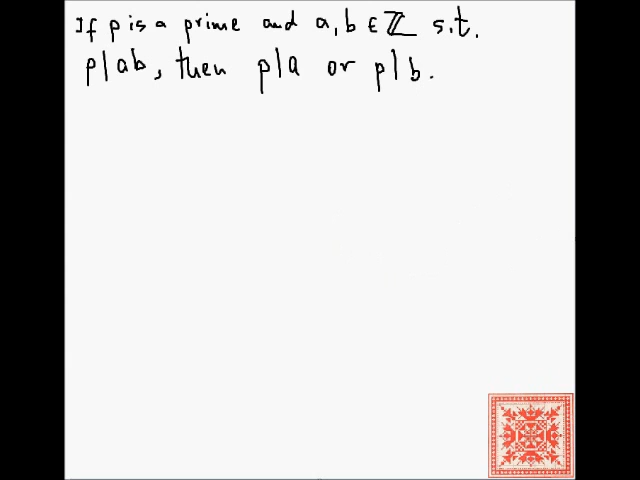 If p is a prime and a, b ∈ ℤ s.t.
p|ab, then p|a or p|b.